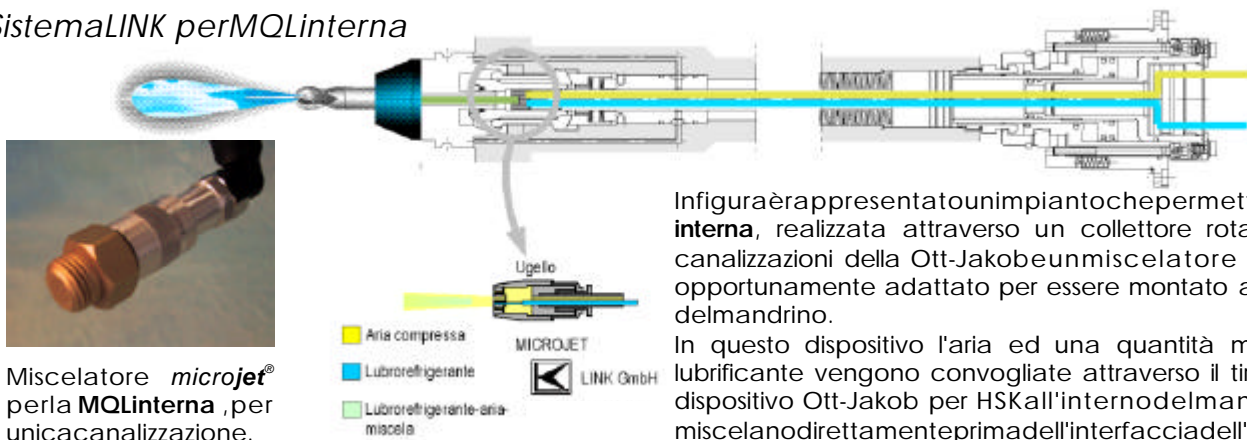 SistemaLINK perMQLinterna
Ugello
Aria compressa
Lubrorefrigerante
Lubrorefrigerante-aria-
miscela
MICROJET
LINK GmbH
Miscelatore microjet®
perla MQLinterna ,per
unicacanalizzazione.
Infiguraèrappresentatounimpiantochepermet
interna, realizzata attraverso un collettore rota
canalizzazioni della Ott-Jakobeunmiscelatore
opportunamente adattato per essere montato a
delmandrino.
In questo dispositivo l'aria ed una quantità m
lubrificante vengono convogliate attraverso il ti
dispositivo Ott-Jakob per HSKall'internodelman
miscelanodirettamenteprimadell'interfacciadell'